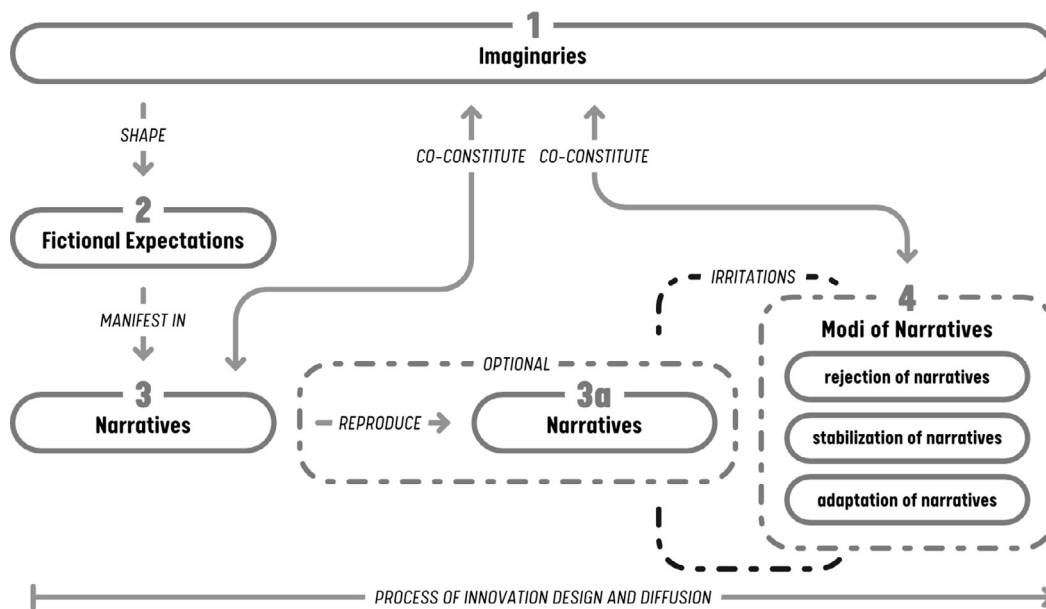 1
Imaginaries
SHAPE
CO-CONSTITUTE
CO-CONSTITUTE
2
Fictional Expectations
IRRITATIONS
MANIFEST IN
4
Modi of Narratives
OPTIONAL
rejection of narratives
3
Narratives
REPRODUCE
3a
Narratives
stabilization of narratives
adaptation of narratives
PROCESS OF INNOVATION DESIGN AND DIFFUSION